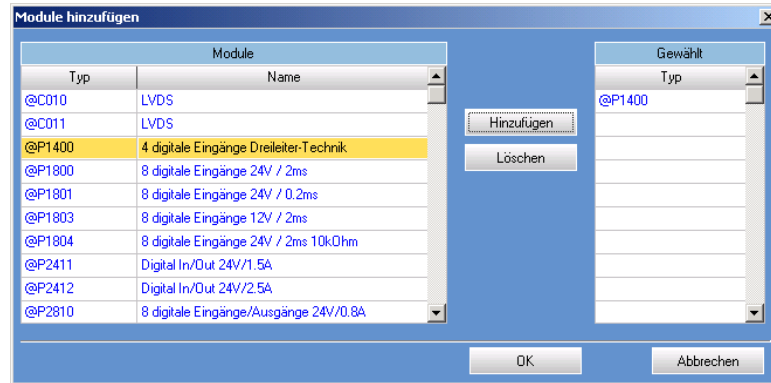 Module hinzufügen
Module
Gewählt
Typ Name
Typ
@C010 LVDS
@P1400
@C011 LVDS
Hinzufügen
@P1400 4 digitale Eingänge Dreileiter-Technik
Löschen
@P1800 8 digitale Eingänge 24V / 2ms
@P1801 8 digitale Eingänge 24V / 0.2ms
@P1803 8 digitale Eingänge 12V / 2ms
@P1804 8 digitale Eingänge 24V / 2ms 10kOhm
@P2411 Digital In/Out 24V/1.5A
@P2412 Digital In/Out 24V/2.5A
@P2810 8 digitale Eingänge/Ausgänge 24V/0.8A
OK
Abbrechen